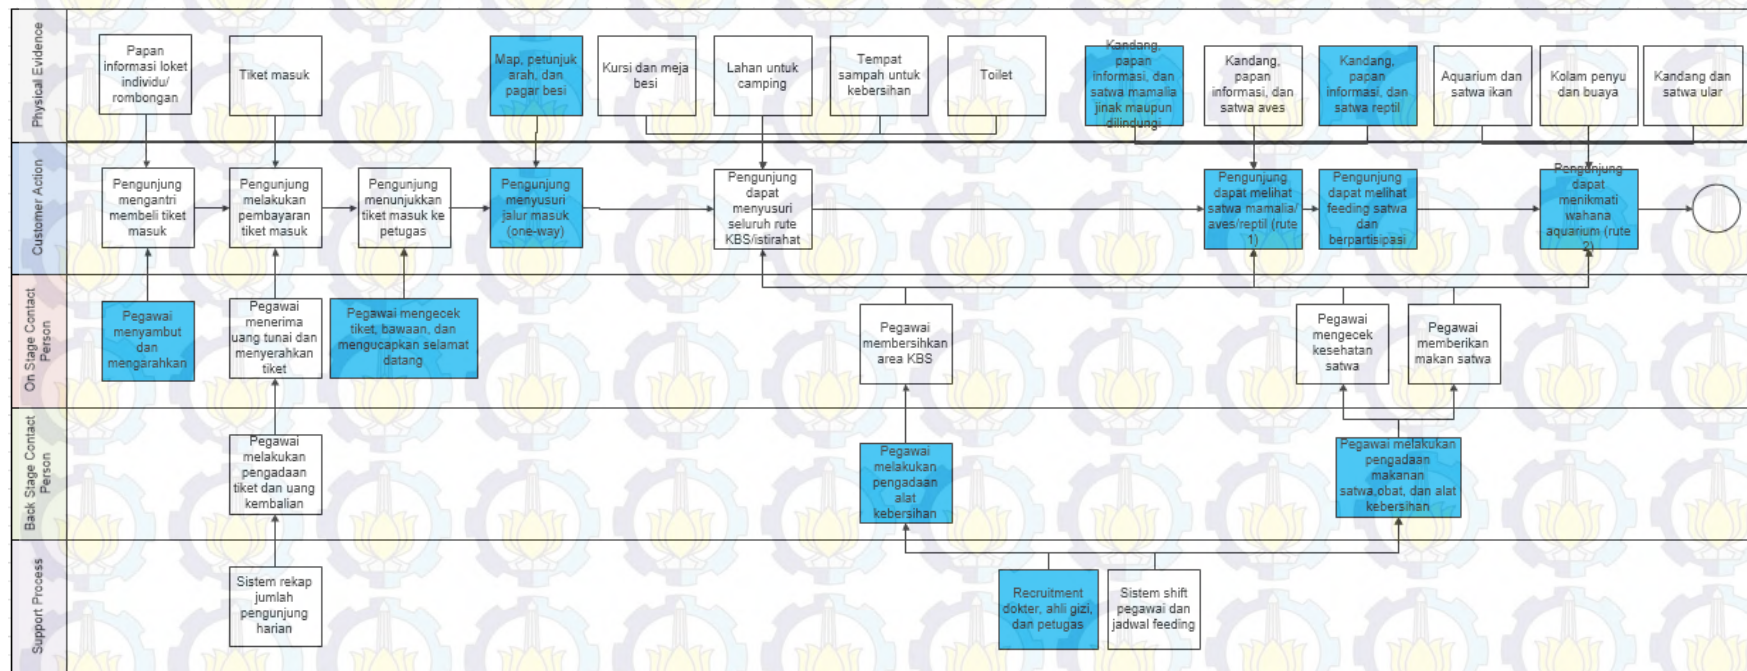 Physical Evidence
Papan
informasi loket
individu/
rombongan
Tiket masuk
Map, petunjuk
arah, dan
pagar besi
Kursi dan meja
besi
Lahan untuk
camping
Tempat
sampah untuk
kebersihan
Toilet
Kandang,
papan
informasi, dan
satwa mamalia
jinak maupun
dilindungi
Kandang,
papan
informasi, dan
satwa aves
Kandang,
papan
informasi, dan
satwa reptil
Aquarium dan
satwa ikan
Kolam penyu
dan buaya
Kandang dan
satwa ular
Customer Action
Pengunjung
mengantri
membeli tiket
masuk
Pengunjung
melakukan
pembayaran
tiket masuk
Pengunjung
menunjukkan
tiket masuk ke
petugas
Pengunjung
menyusuri
jalur masuk
(one-way)
Pengunjung
dapat
menyusuri
seluruh rute
KBS/istirahat
Pengunjung
dapat melihat
satwa mamalia/
aves/reptil (rute
1)
Pengunjung
dapat melihat
feeding satwa
dan
berpartisipasi
Pengunjung
dapat
menikmati
wahana
aquarium (rute
2)
On Stage Contact
Person
Pegawai
menyambut
dan
mengarahkan
Pegawai
menerima
uang tunai dan
menyerahkan
tiket
Pegawai mengecek
tiket, bawaan, dan
mengucapkan selamat
datang
Pegawai
membersihkan
area KBS
Pegawai
mengecek
kesehatan
satwa
Pegawai
memberikan
makan satwa
Back Stage Contact
Person
Pegawai
melakukan
pengadaan
tiket dan uang
kembalian
Pegawai
melakukan
pengadaan
alat
kebersihan
Pegawai melakukan
pengadaan
makanan
satwa,obat, dan alat
kebersihan
Support Process
Sistem rekap
jumlah
pengunjung
harian
Recruitment
dokter, ahli gizi,
dan petugas
Sistem shift
pegawai dan
jadwal feeding